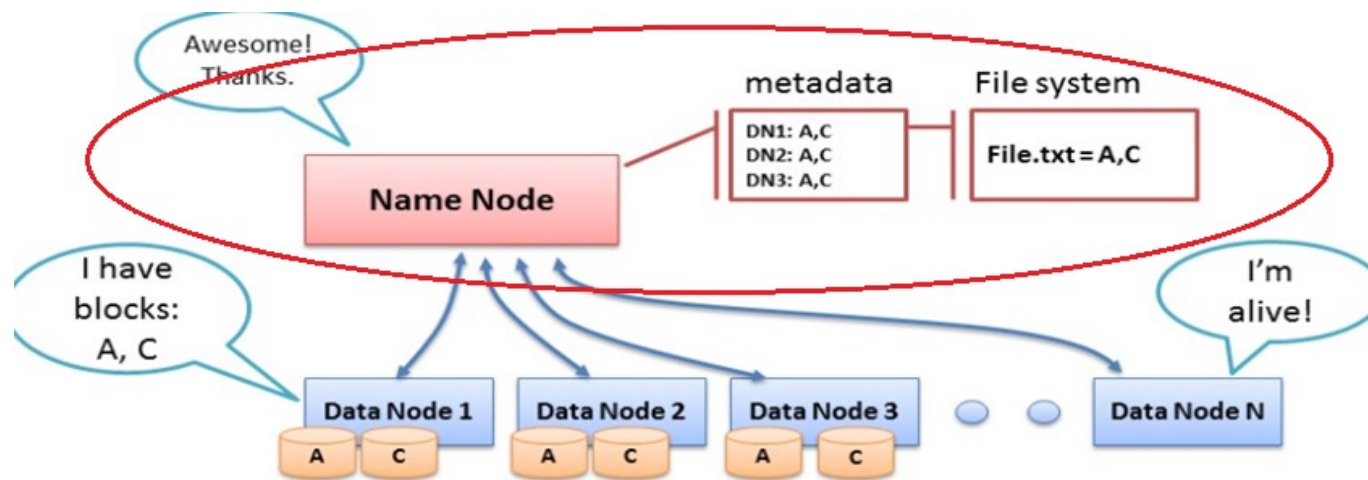 Awesome!
Thanks.
metadata
File system
DN1: A,C
DN2: A,C
DN3: A,C
File.txt = A,C
Name Node
I have
blocks:
A, C
I'm
alive!
Data Node 1
Data Node 2
Data Node 3
Data Node N
A
C
A
C
A
C